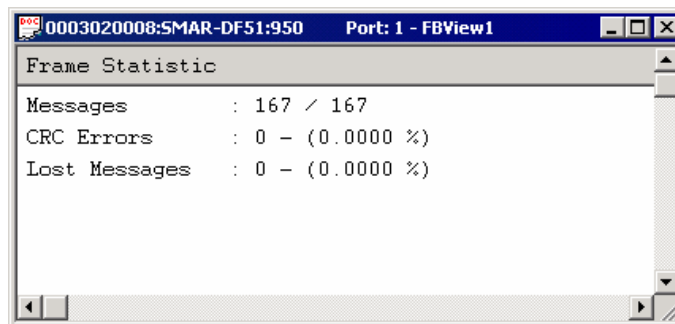 DOC 0003020008:SMAR-DF51:950 Port: 1 - FBView1
Frame Statistic
Messages : 167 / 167
CRC Errors : 0 - (0.0000 %)
Lost Messages : 0 - (0.0000 %)